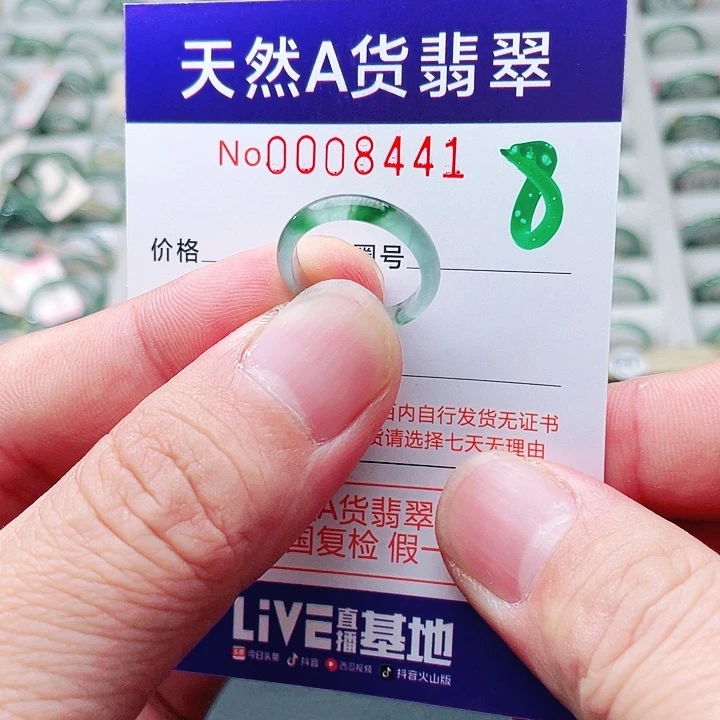 天然A货翡翠
No0008441
8
价格 圈号
内自行发货无证书
货请选择七天无理由
A货翡翠
国复检 假一
LiVE直播基地
今日头条 抖音 西瓜视频 抖音火山版